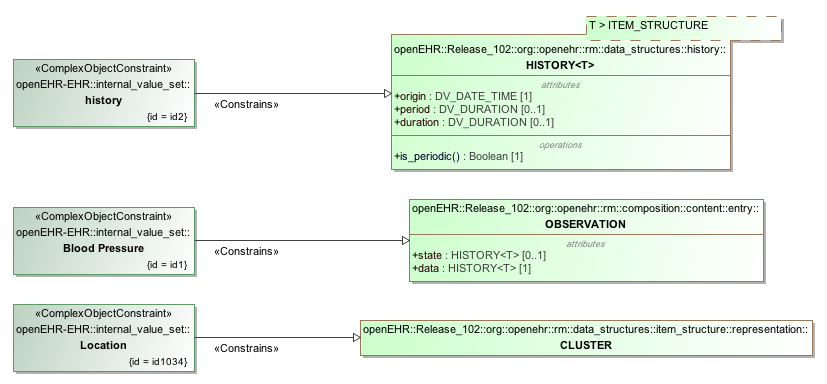 T > ITEM_STRUCTURE
«ComplexObjectConstraint»
openEHR-EHR::internal_value_set::
history
{id = id2}
«Constrains»
openEHR::Release_102::org::openehr::rm::data_structures::history::
HISTORY<T>
attributes
+origin : DV_DATE_TIME [1]
+period : DV_DURATION [0..1]
+duration : DV_DURATION [0..1]
operations
+is_periodic() : Boolean [1]
«ComplexObjectConstraint»
openEHR-EHR::internal_value_set::
Blood Pressure
{id = id1}
«Constrains»
openEHR::Release_102::org::openehr::rm::composition::content::entry::
OBSERVATION
attributes
+state : HISTORY<T> [0..1]
+data : HISTORY<T> [1]
«ComplexObjectConstraint»
openEHR-EHR::internal_value_set::
Location
{id = id1034}
«Constrains»
openEHR::Release_102::org::openehr::rm::data_structures::item_structure::representation::
CLUSTER